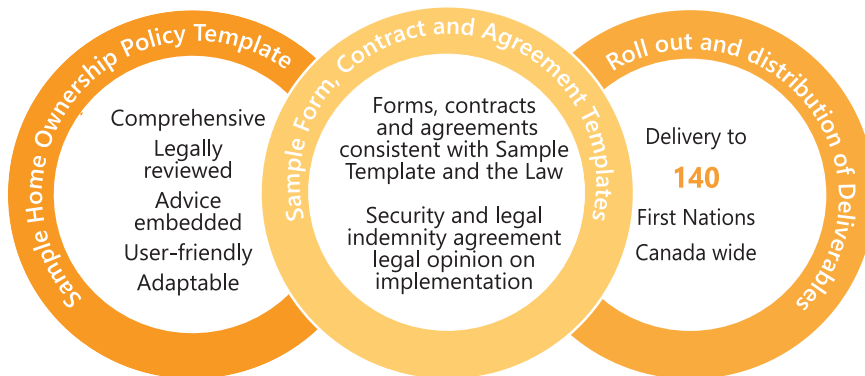 Sample Home Ownership Policy Template
Comprehensive
Legally
reviewed
Advice
embedded
User-friendly
Adaptable
Sample Form, Contract and Agreement Templates
Forms, contracts
and agreements
consistent with Sample
Template and the Law
Security and legal
indemnity agreement
legal opinion on
implementation
Roll out and distribution of Deliverables
Delivery to
140
First Nations
Canada wide